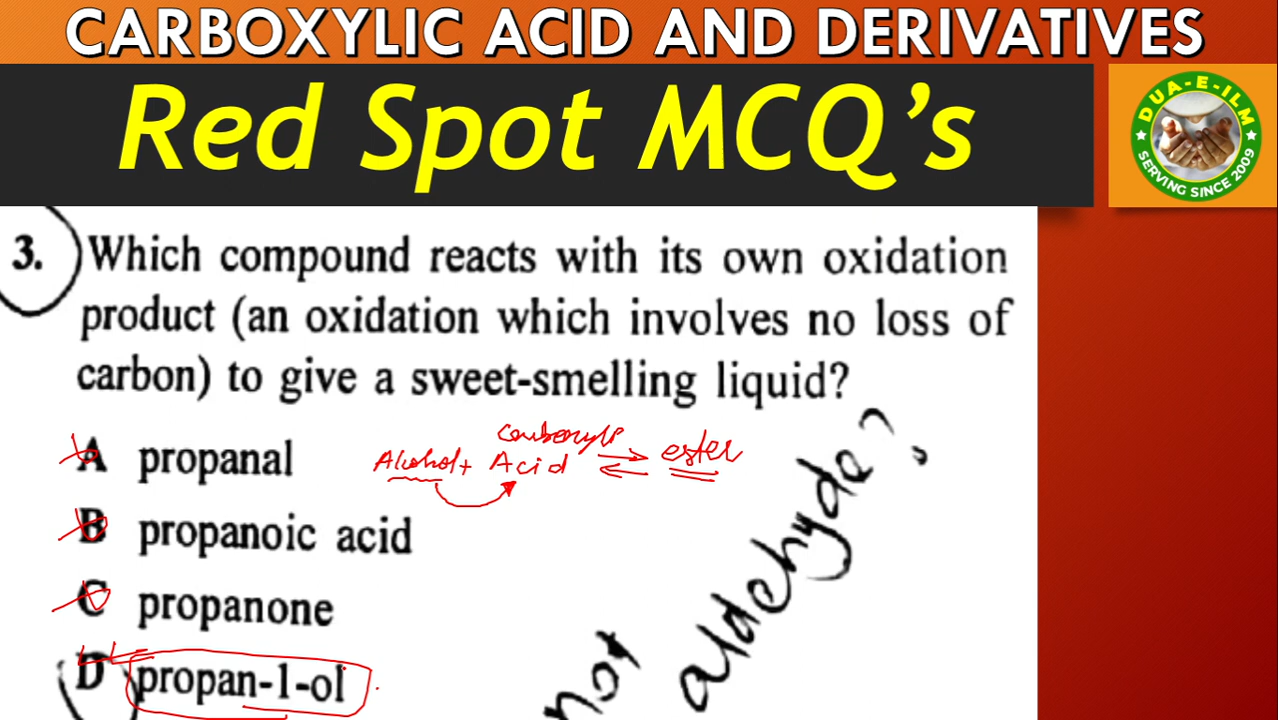 CARBOXYLIC ACID AND DERIVATIVES
Red Spot MCQ's
DUA-E-ILM
SERVING SINCE 2009
3. Which compound reacts with its own oxidation
product (an oxidation which involves no loss of
carbon) to give a sweet-smelling liquid?
A propanal
Alcohol + carboxylic Acid ⇌ ester
B propanoic acid
C propanone
D propan-1-ol
not aldehyde?